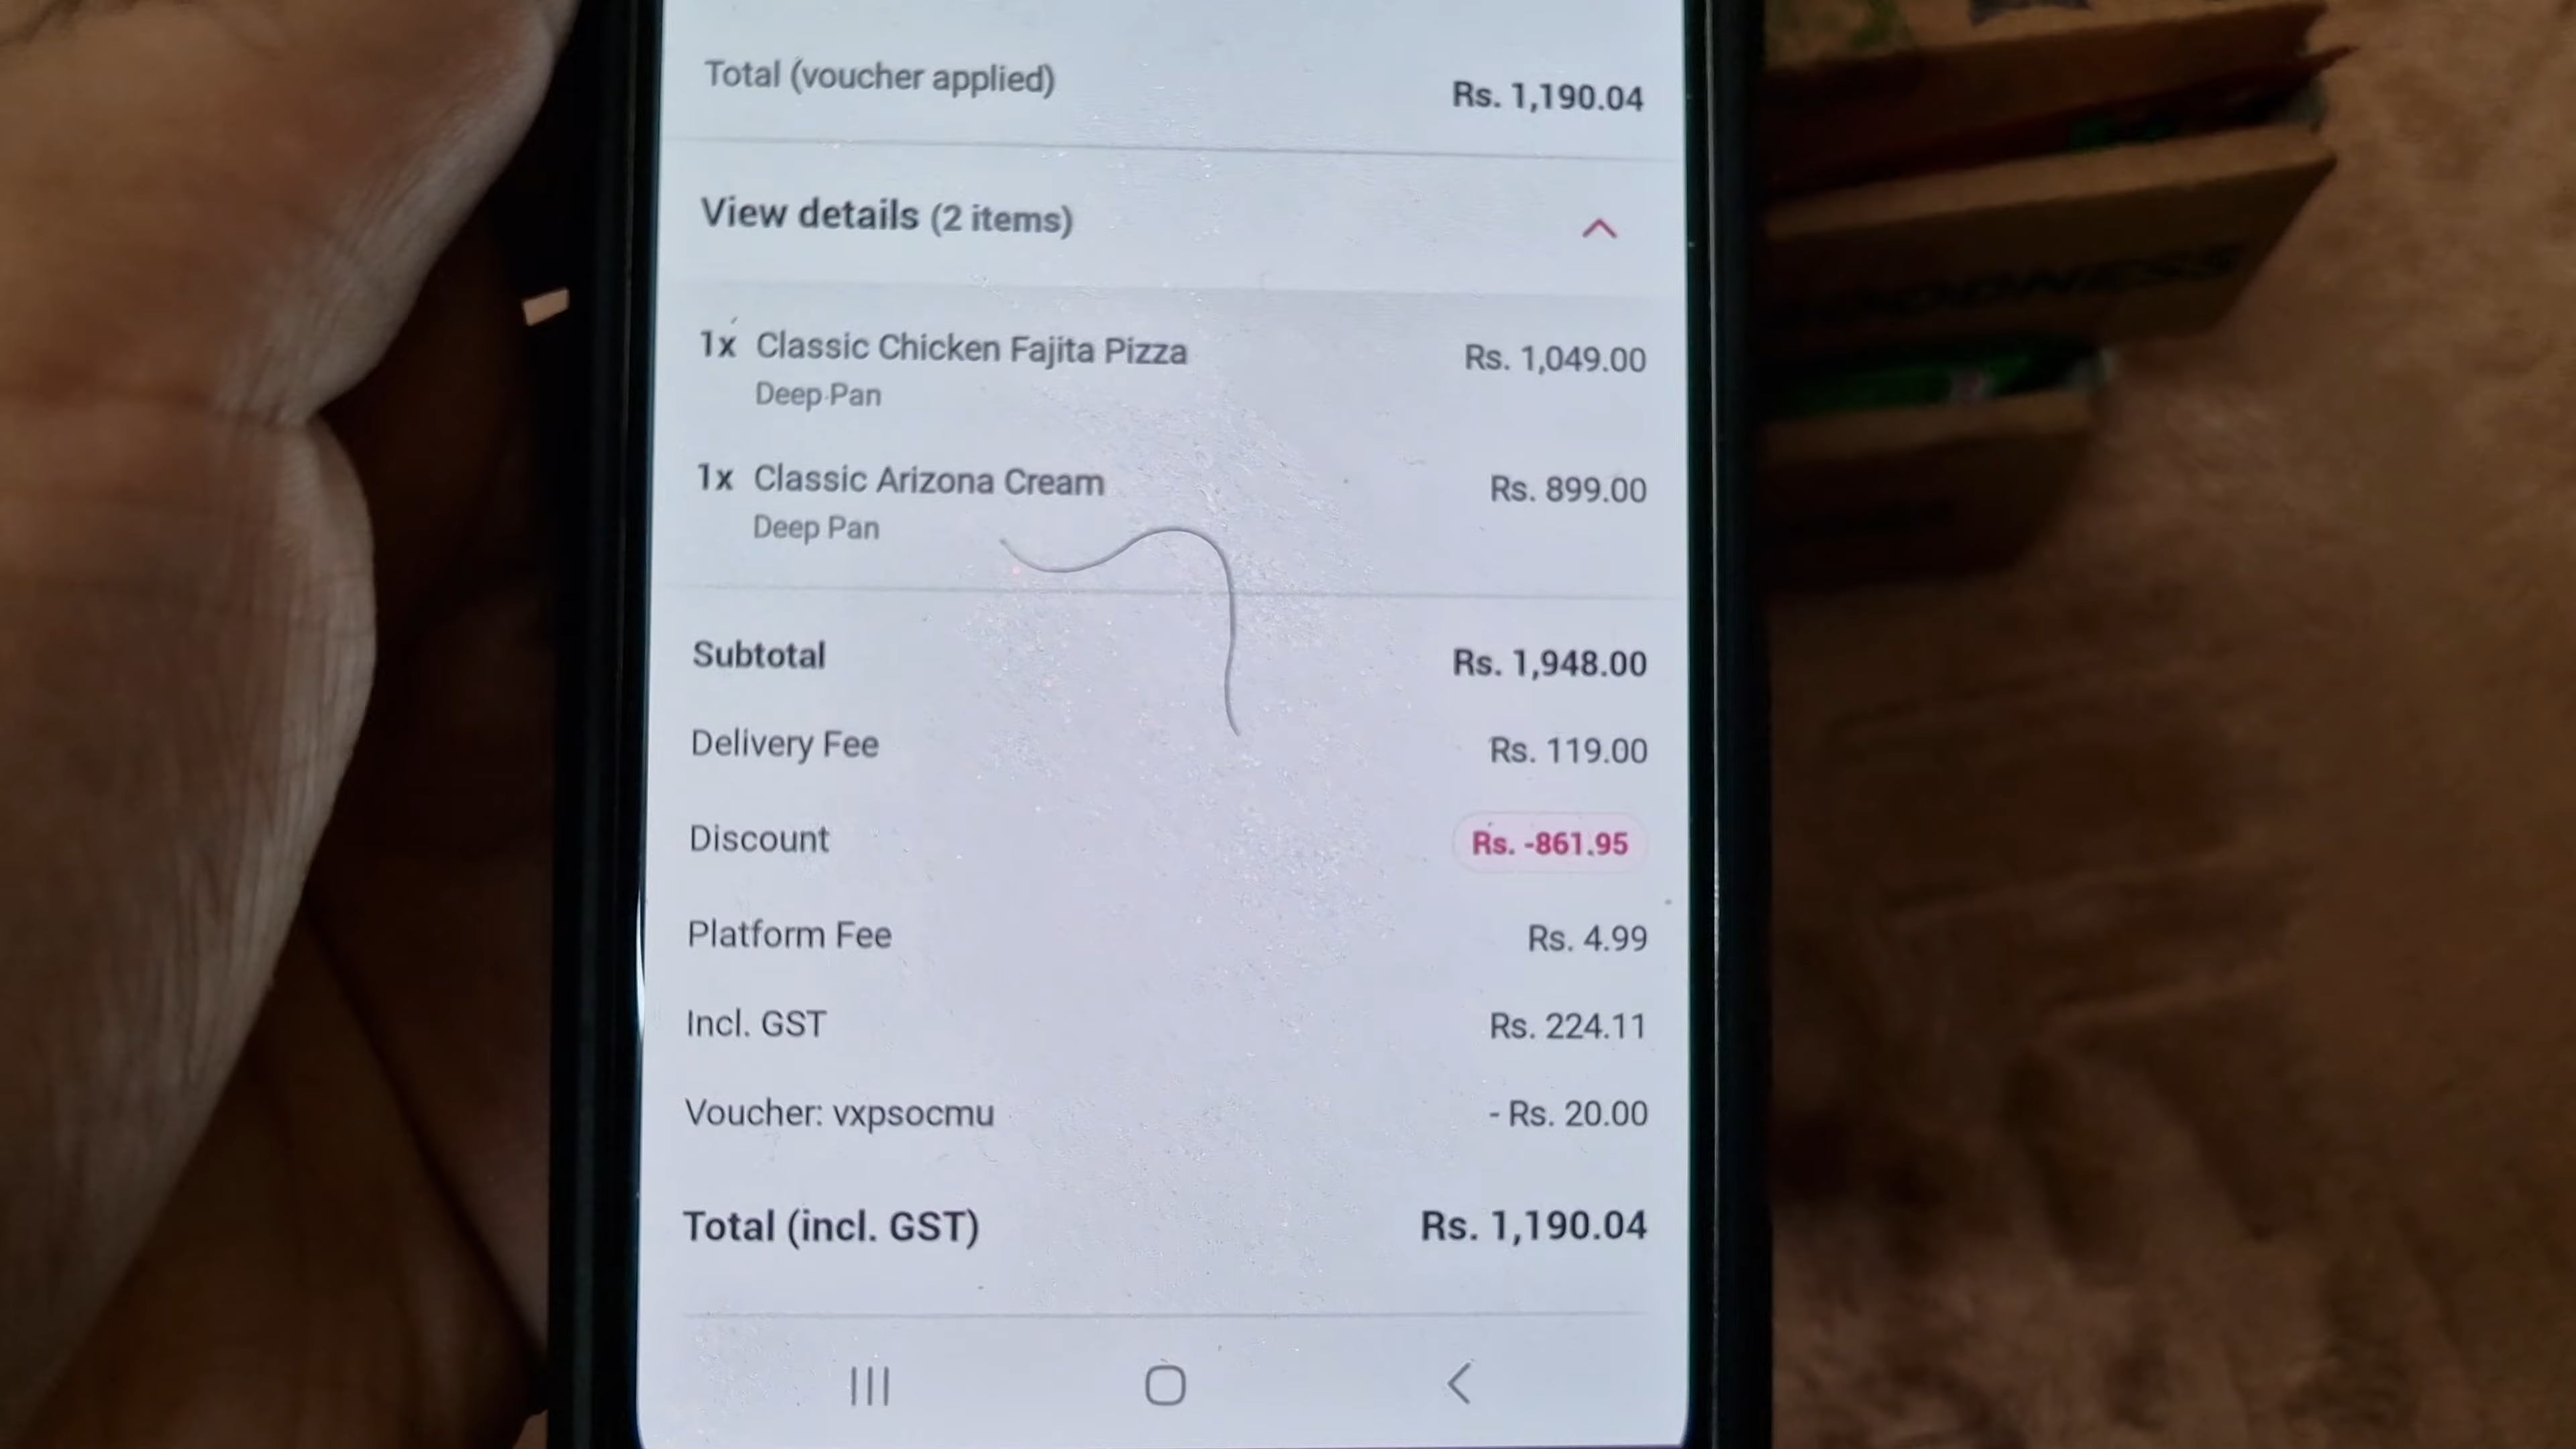 Total (voucher applied) Rs. 1,190.04
View details (2 items)
1x Classic Chicken Fajita Pizza Rs. 1,049.00
Deep Pan
1x Classic Arizona Cream Rs. 899.00
Deep Pan
Subtotal Rs. 1,948.00
Delivery Fee Rs. 119.00
Discount Rs. -861.95
Platform Fee Rs. 4.99
Incl. GST Rs. 224.11
Voucher: vxpsocmu - Rs. 20.00
Total (incl. GST) Rs. 1,190.04